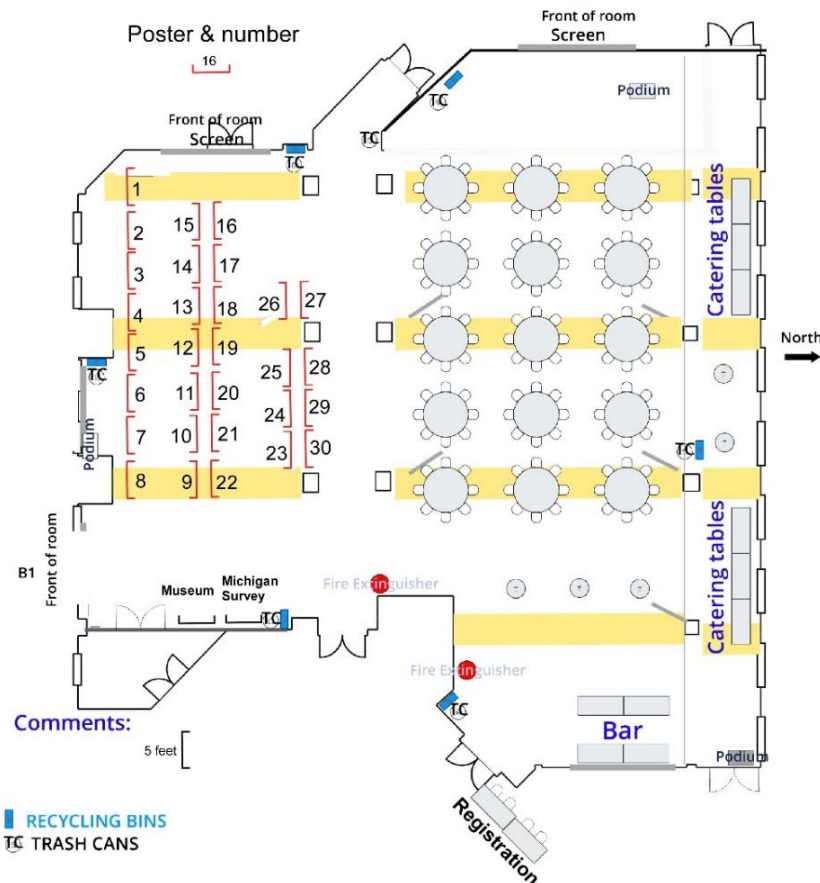 Poster & number
16
Front of room
Screen
TC
Front of room
Screen
TC
TC
Podium
Catering tables
North
1
2
3
4
5
6
7
8
15
14
13
12
11
10
9
16
17
18
19
20
21
22
26
25
24
23
27
28
29
30
TC
Podium
TC
B1
Front of room
Museum
Michigan
Survey
TC
Fire Extinguisher
Fire Extinguisher
Catering tables
TC
Bar
Podium
Registration
Comments:
5 feet
RECYCLING BINS
TC TRASH CANS